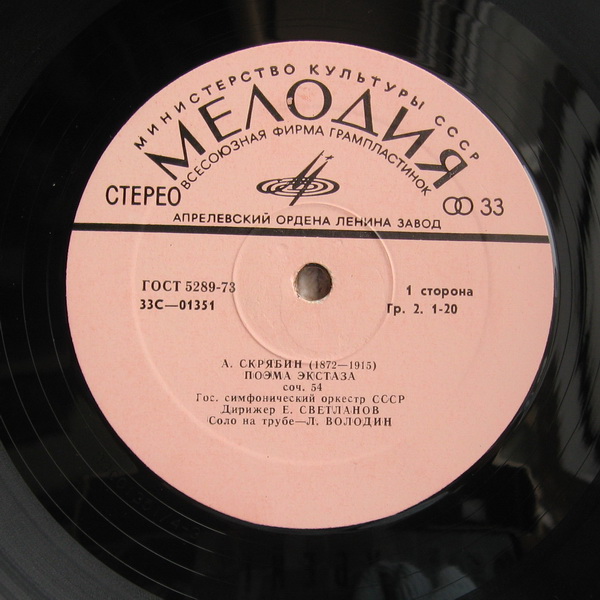 МИНИСТЕРСТВО КУЛЬТУРЫ СССР
МЕЛОДИЯ
ВСЕСОЮЗНАЯ ФИРМА ГРАМПЛАСТИНОК
СТЕРЕО
33
АПРЕЛЕВСКИЙ ОРДЕНА ЛЕНИНА ЗАВОД
ГОСТ 5289-73
33С—01351
1 сторона
Гр. 2. 1-20
А. СКРЯБИН (1872—1915)
ПОЭМА ЭКСТАЗА
соч. 54
Гос. симфонический оркестр СССР
Дирижер Е. СВЕТЛАНОВ
Соло на трубе—Л. ВОЛОДИН